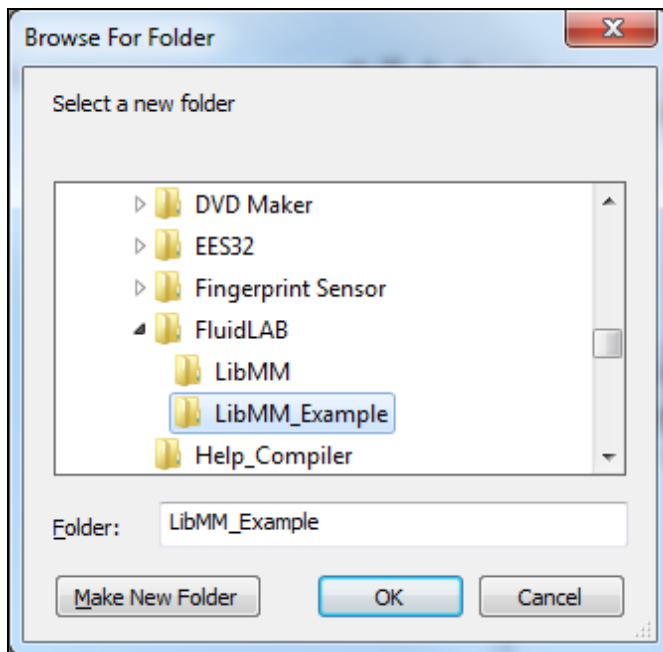 Browse For Folder
Select a new folder
DVD Maker
EES32
Fingerprint Sensor
FluidLAB
LibMM
LibMM_Example
Help_Compiler
Folder: LibMM_Example
Make New Folder OK Cancel